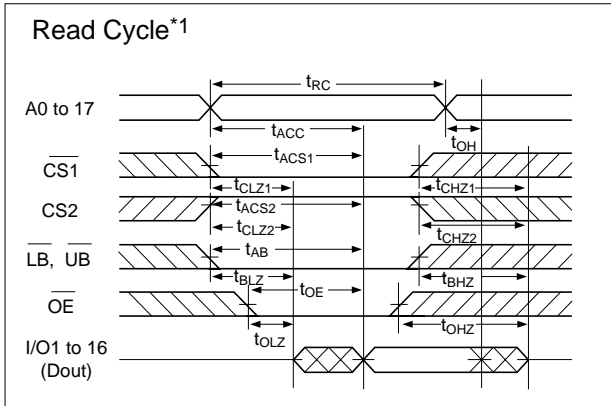 Read Cycle*1
tRC
A0 to 17
tACC
tOH
CS1
tACS1
tCLZ1
tCHZ1
CS2
tACS2
tCLZ2
tCHZ2
LB, UB
tAB
tBLZ
tBHZ
tOE
OE
tOLZ
tOHZ
I/O1 to 16
(Dout)